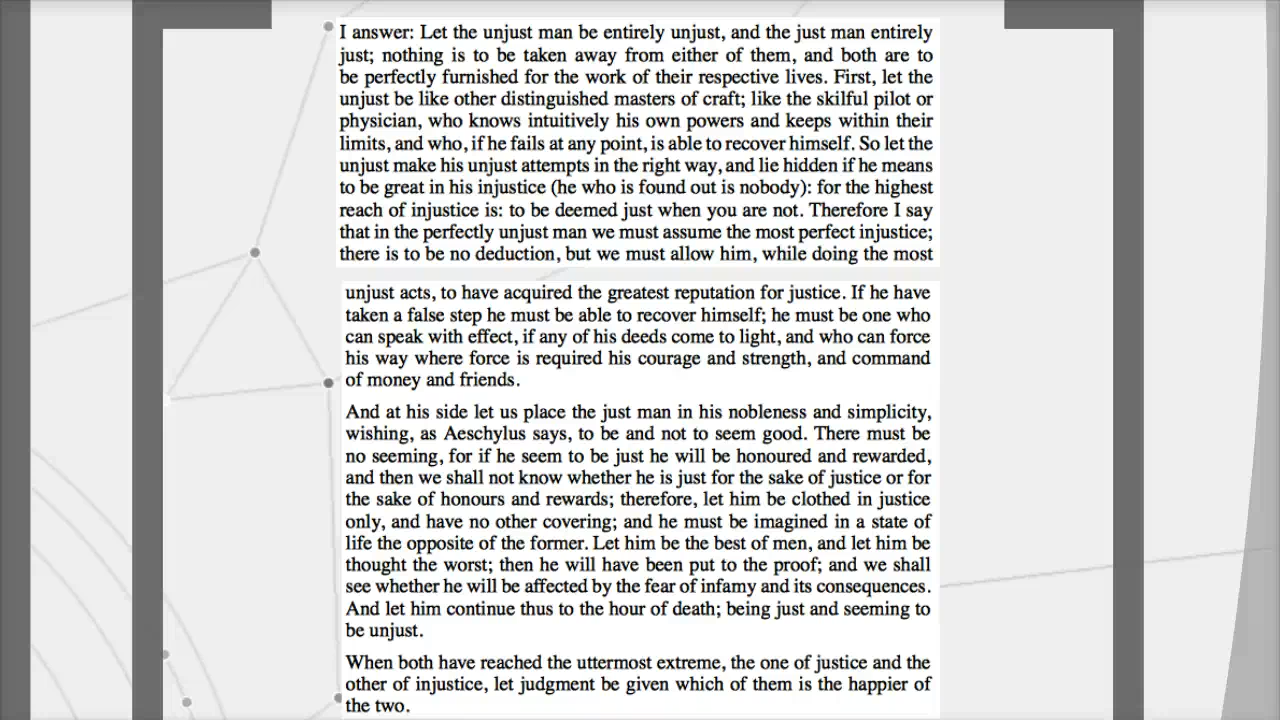 I answer: Let the unjust man be entirely unjust, and the just man entirely
just; nothing is to be taken away from either of them, and both are to
be perfectly furnished for the work of their respective lives. First, let the
unjust be like other distinguished masters of craft; like the skilful pilot or
physician, who knows intuitively his own powers and keeps within their
limits, and who, if he fails at any point, is able to recover himself. So let the
unjust make his unjust attempts in the right way, and lie hidden if he means
to be great in his injustice (he who is found out is nobody): for the highest
reach of injustice is: to be deemed just when you are not. Therefore I say
that in the perfectly unjust man we must assume the most perfect injustice;
there is to be no deduction, but we must allow him, while doing the most
unjust acts, to have acquired the greatest reputation for justice. If he have
taken a false step he must be able to recover himself; he must be one who
can speak with effect, if any of his deeds come to light, and who can force
his way where force is required his courage and strength, and command
of money and friends.
And at his side let us place the just man in his nobleness and simplicity,
wishing, as Aeschylus says, to be and not to seem good. There must be
no seeming, for if he seem to be just he will be honoured and rewarded,
and then we shall not know whether he is just for the sake of justice or for
the sake of honours and rewards; therefore, let him be clothed in justice
only, and have no other covering; and he must be imagined in a state of
life the opposite of the former. Let him be the best of men, and let him be
thought the worst; then he will have been put to the proof; and we shall
see whether he will be affected by the fear of infamy and its consequences.
And let him continue thus to the hour of death; being just and seeming to
be unjust.
When both have reached the uttermost extreme, the one of justice and the
other of injustice, let judgment be given which of them is the happier of
the two.